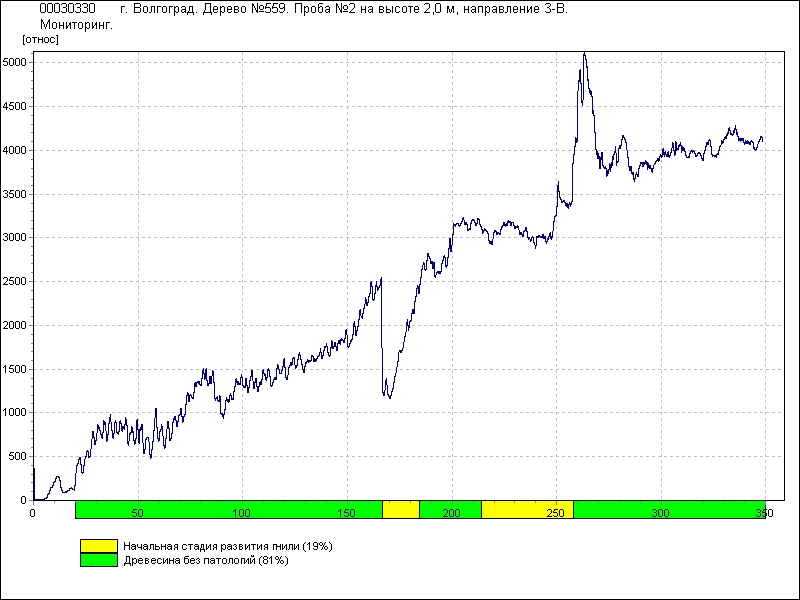 00030330 г. Волгоград. Дерево №559. Проба №2 на высоте 2,0 м, направление З-В.
Мониторинг.
[относ]
5000
4500
4000
3500
3000
2500
2000
1500
1000
500
0
0 50 100 150 200 250 300 350
Начальная стадия развития гнили (19%)
Древесина без патологий (81%)